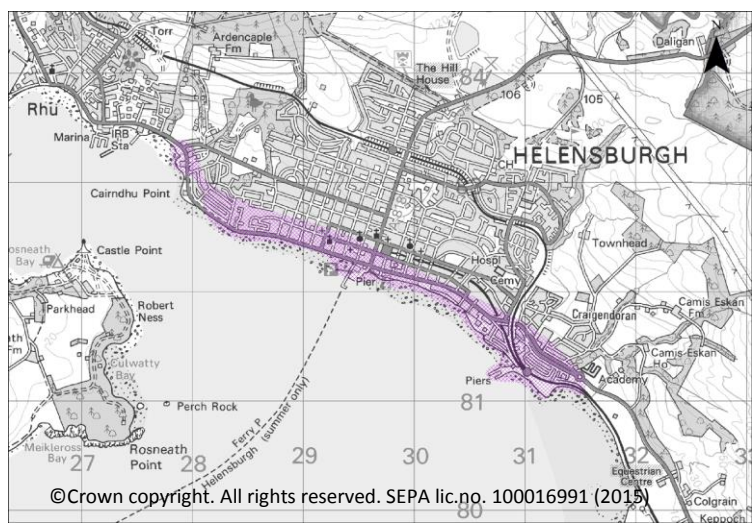 Torr
Ardencaple
Fm
The Hill
House
84
106
105
Daligan
N
Rhu
Marina
IRB
Sta
CH
HELENSBURGH
Cairndhu Point
Castle Point
Bay
Parkhead
Robert
Ness
Culwatty
Bay
Perch Rock
Meikleross
Bay
Rosneath
Point
Pier
Hospl
Cemy
Townhead
Craigendoran
Camis Eskan
Fm
Camis-Eskan
Ho
Academy
Piers
81
Ferry P
Helensburgh (summer only)
27
28
29
30
31
32
Equestrian
Centre
Colgrain
Keppoch
80
©Crown copyright. All rights reserved. SEPA lic.no. 100016991 (2015)